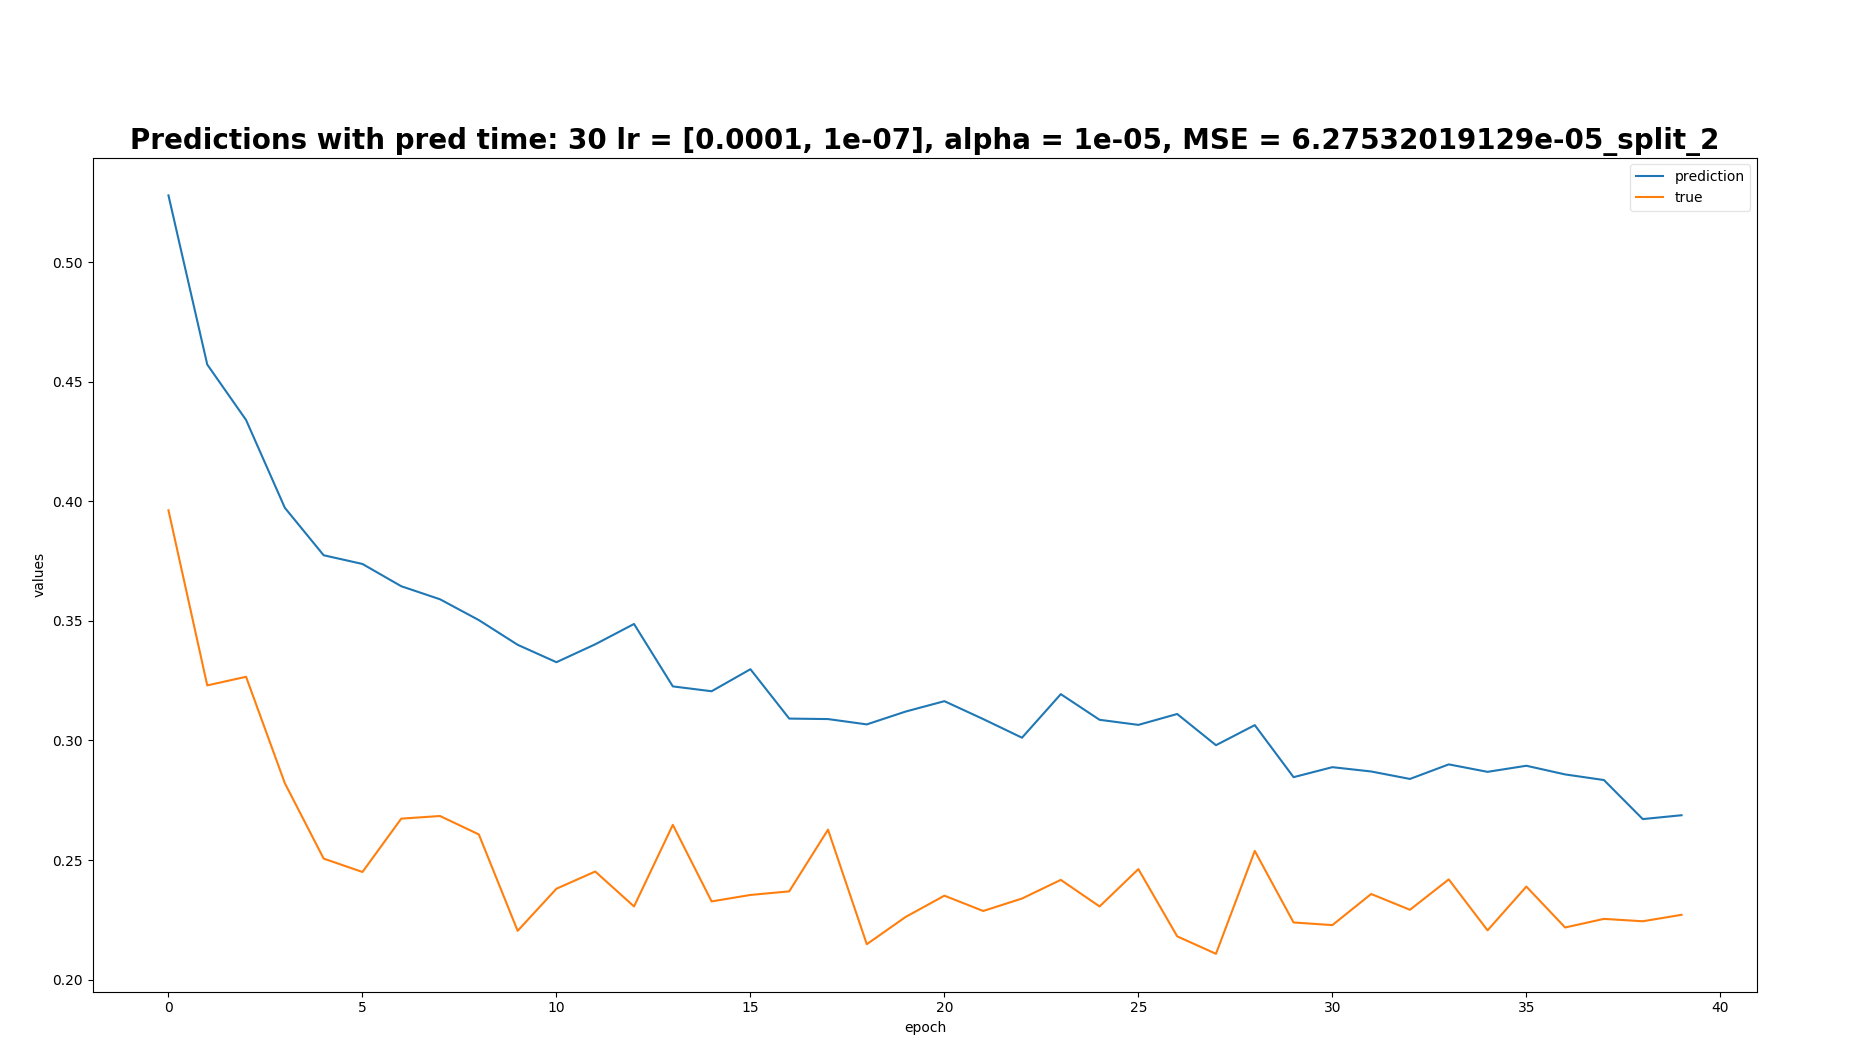 Predictions with pred time: 30 lr = [0.0001, 1e-07], alpha = 1e-05, MSE = 6.27532019129e-05_split_2
prediction
true
0.50
0.45
0.40
0.35
0.30
0.25
0.20
values
0 5 10 15 20 25 30 35 40
epoch